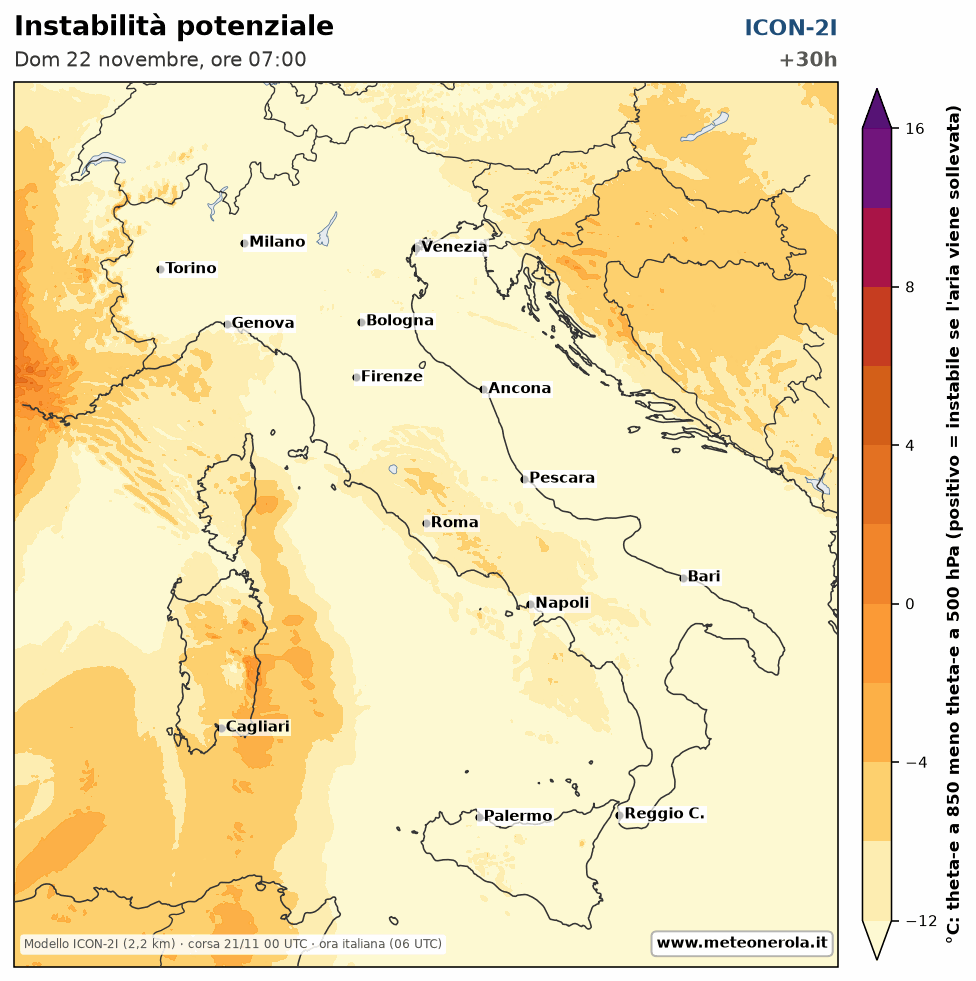 Instabilità potenziale
ICON-2I
Dom 22 novembre, ore 07:00
+30h
Milano
Venezia
Torino
Genova
Bologna
Firenze
Ancona
Pescara
Roma
Bari
Napoli
Cagliari
Palermo
Reggio C.
16
8
4
0
−4
−12
°C: theta-e a 850 meno theta-e a 500 hPa (positivo = instabile se l'aria viene sollevata)
Modello ICON-2I (2,2 km) · corsa 21/11 00 UTC · ora italiana (06 UTC)
www.meteonerola.it